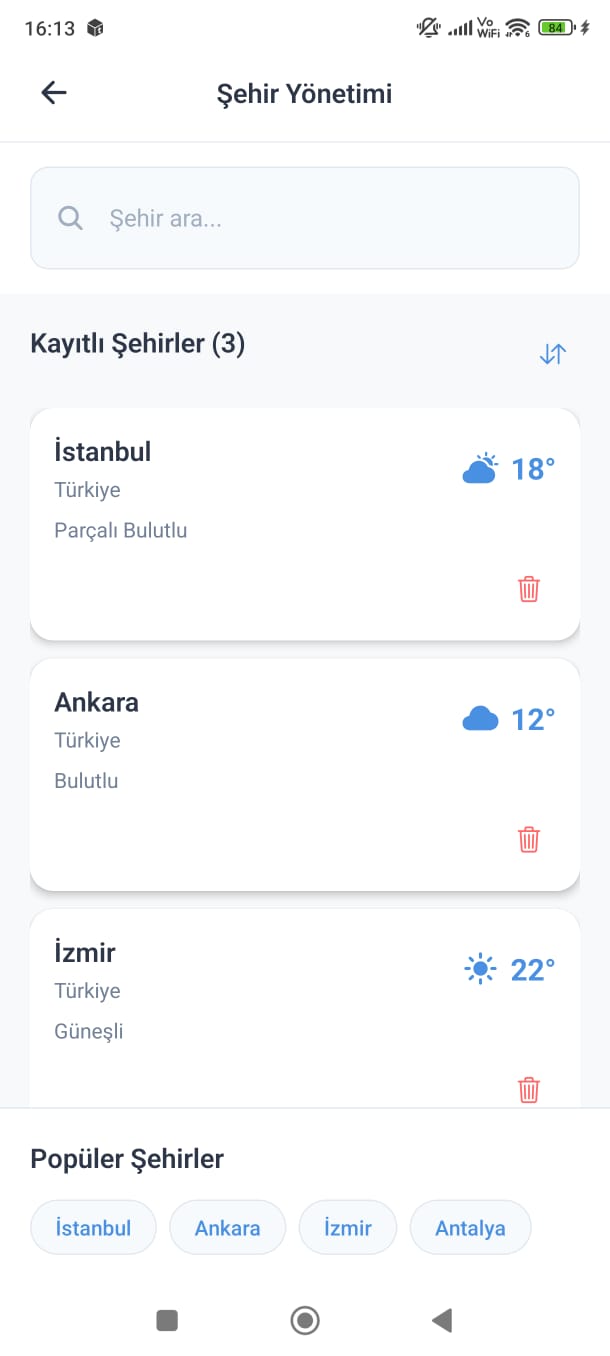 16:13
Vo
WiFi
6
84
Şehir Yönetimi
Şehir ara...
Kayıtlı Şehirler (3)
İstanbul
18°
Türkiye
Parçalı Bulutlu
Ankara
12°
Türkiye
Bulutlu
İzmir
22°
Türkiye
Güneşli
Popüler Şehirler
İstanbul Ankara İzmir Antalya